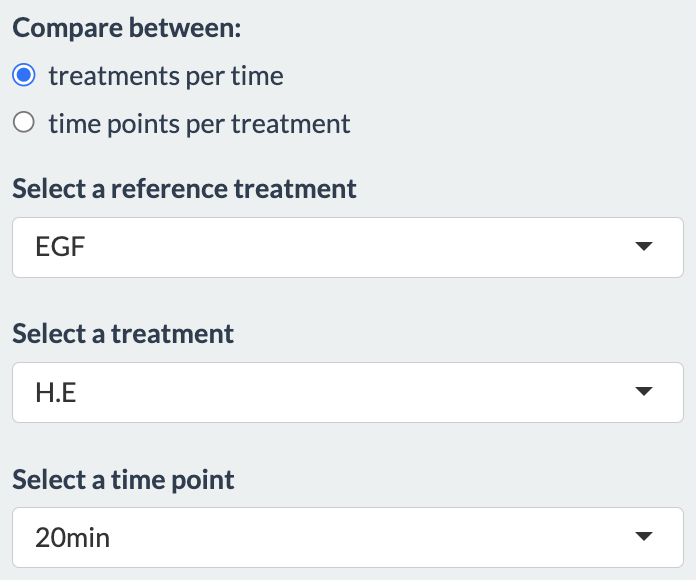 Compare between:
treatments per time
time points per treatment
Select a reference treatment
EGF
Select a treatment
H.E
Select a time point
20min